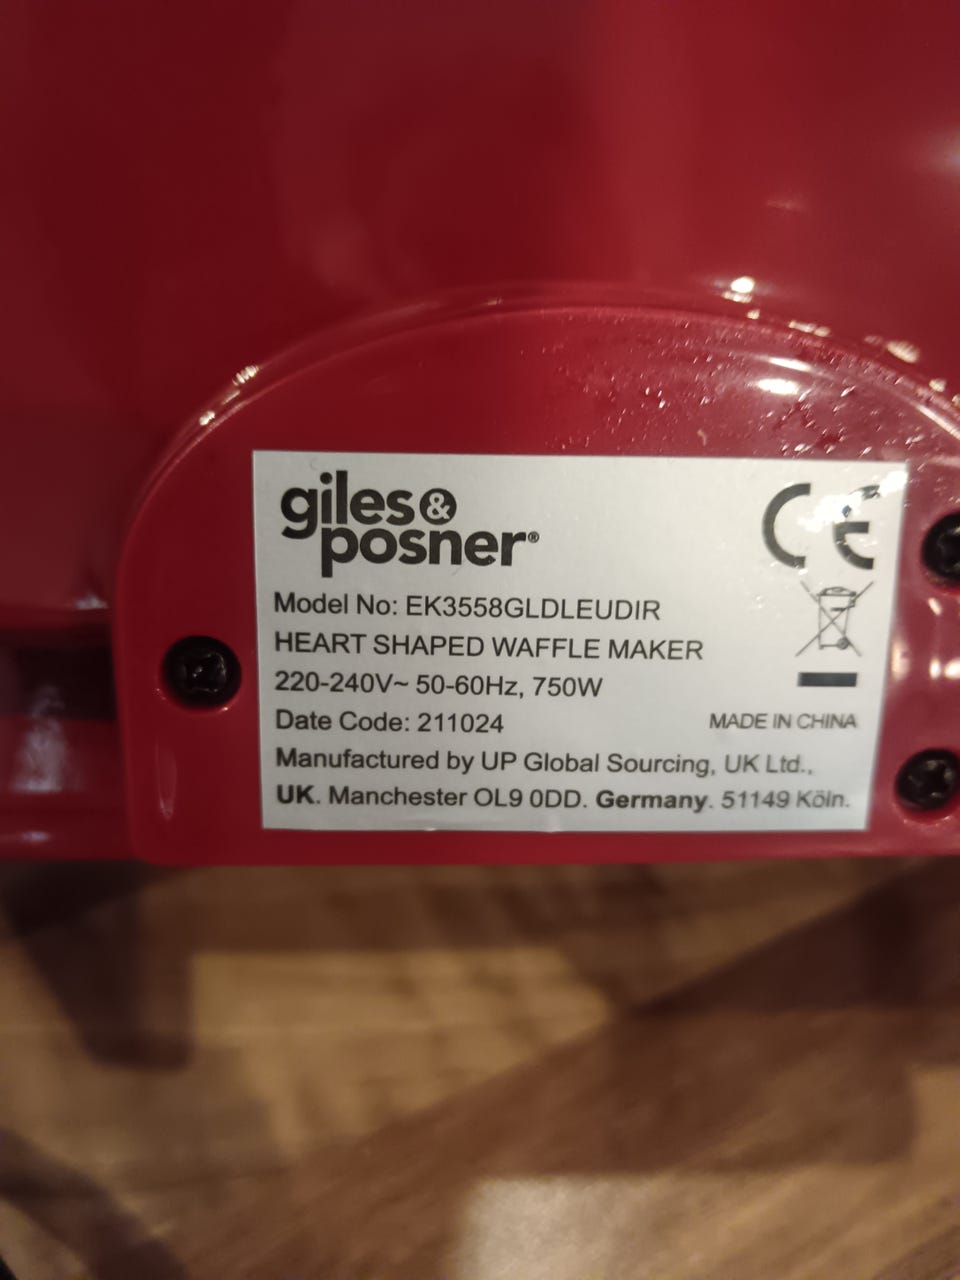 giles &
posner®
CE
Model No: EK3558GLDLEUDIR
HEART SHAPED WAFFLE MAKER
220-240V~ 50-60Hz, 750W
Date Code: 211024
MADE IN CHINA
Manufactured by UP Global Sourcing, UK Ltd.,
UK. Manchester OL9 0DD. Germany. 51149 Köln.